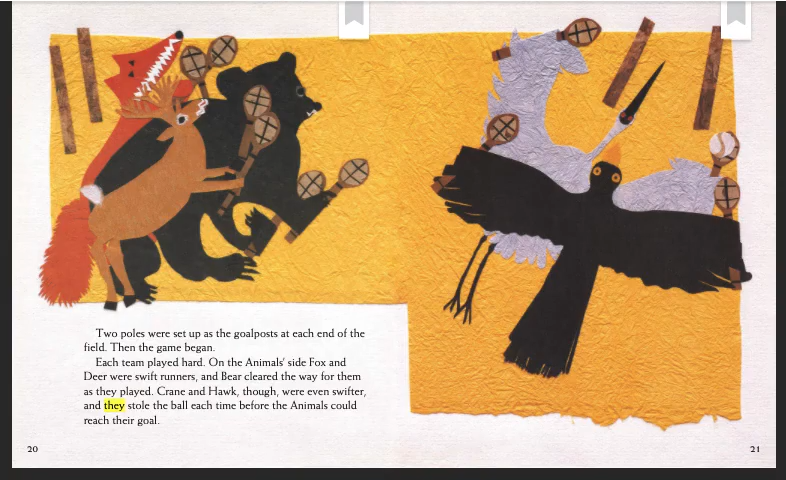 Two poles were set up as the goalposts at each end of the
field. Then the game began.
Each team played hard. On the Animals' side Fox and
Deer were swift runners, and Bear cleared the way for them
as they played. Crane and Hawk, though, were even swifter,
and they stole the ball each time before the Animals could
reach their goal.
20
21